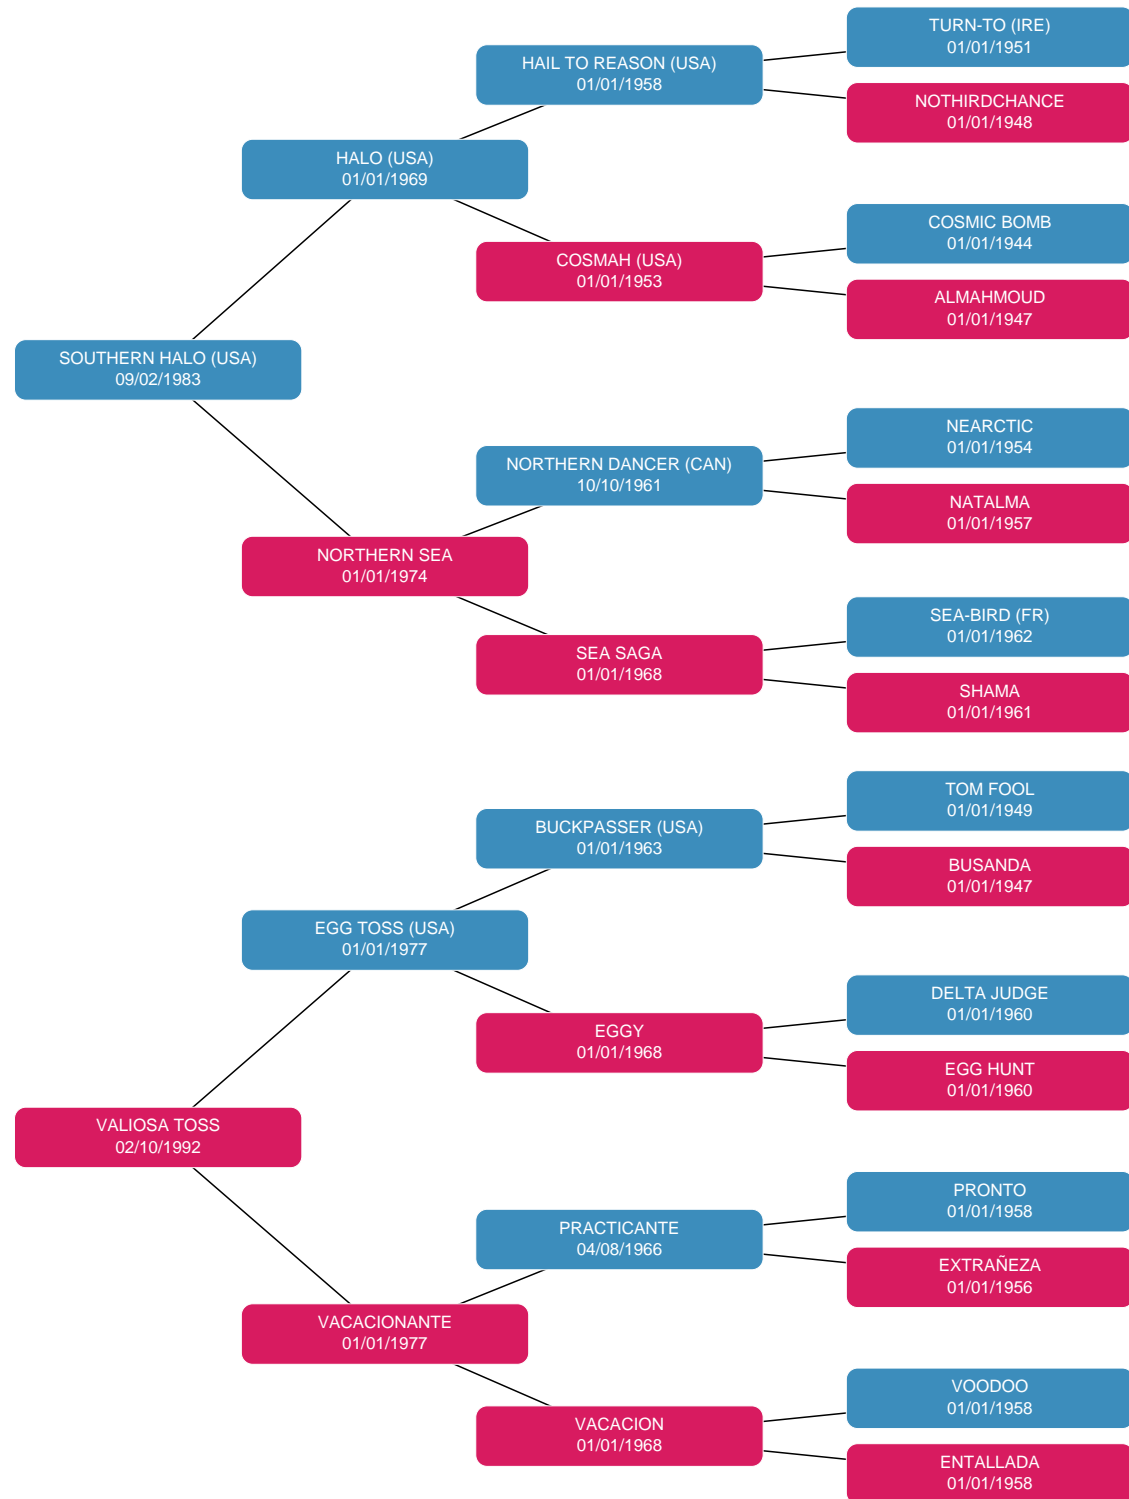 TURN-TO (IRE)
01/01/1951
HAIL TO REASON (USA)
01/01/1958
NOTHIRDCHANCE
01/01/1948
HALO (USA)
01/01/1969
COSMIC BOMB
01/01/1944
COSMAH (USA)
01/01/1953
ALMAHMOUD
01/01/1947
SOUTHERN HALO (USA)
09/02/1983
NEARCTIC
01/01/1954
NORTHERN DANCER (CAN)
10/10/1961
NATALMA
01/01/1957
NORTHERN SEA
01/01/1974
SEA-BIRD (FR)
01/01/1962
SEA SAGA
01/01/1968
SHAMA
01/01/1961
TOM FOOL
01/01/1949
BUCKPASSER (USA)
01/01/1963
BUSANDA
01/01/1947
EGG TOSS (USA)
01/01/1977
DELTA JUDGE
01/01/1960
EGGY
01/01/1968
EGG HUNT
01/01/1960
VALIOSA TOSS
02/10/1992
PRONTO
01/01/1958
PRACTICANTE
04/08/1966
EXTRAÑEZA
01/01/1956
VACACIONANTE
01/01/1977
VOODOO
01/01/1958
VACACION
01/01/1968
ENTALLADA
01/01/1958